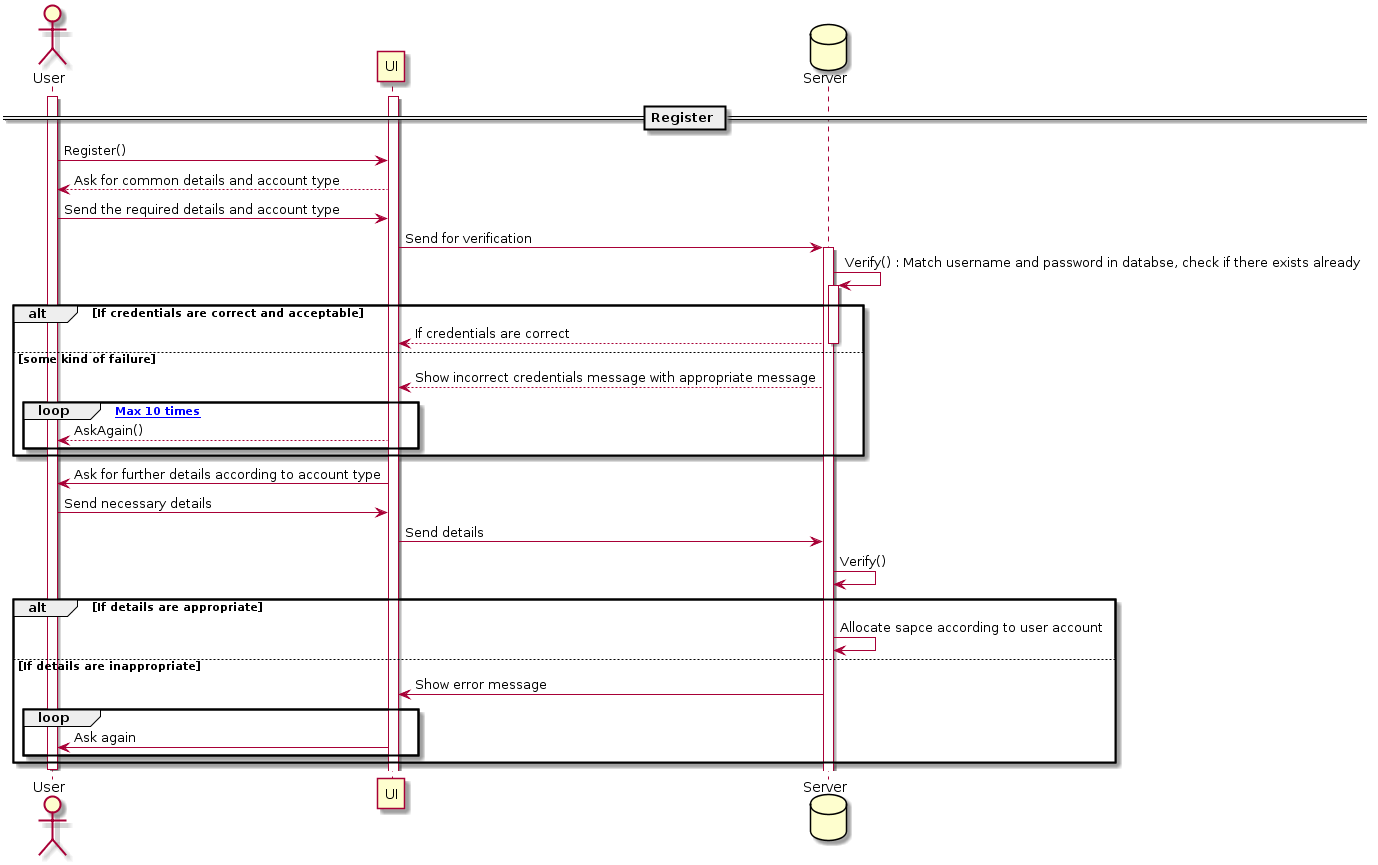 User
UI
Server
Register
Register()
Ask for common details and account type
Send the required details and account type
Send for verification
Verify() : Match username and password in databse, check if there exists already
alt [If credentials are correct and acceptable]
If credentials are correct
[some kind of failure]
Show incorrect credentials message with appropriate message
loop Max 10 times
AskAgain()
Ask for further details according to account type
Send necessary details
Send details
Verify()
alt [If details are appropriate]
Allocate sapce according to user account
[If details are inappropriate]
Show error message
loop
Ask again
User
UI
Server